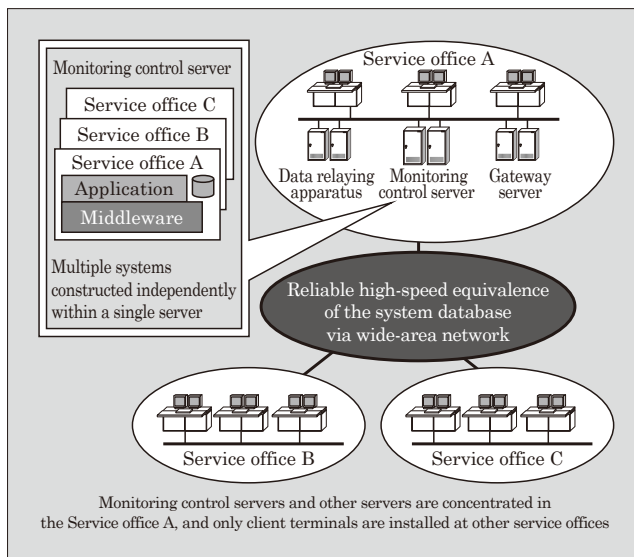 Monitoring control server
Service office C
Service office B
Service office A
Application
Middleware
Multiple systems
constructed independently
within a single server
Service office A
Data relaying
apparatus
Monitoring
control server
Gateway
server
Reliable high-speed equivalence
of the system database
via wide-area network
Service office B
Service office C
Monitoring control servers and other servers are concentrated in
the Service office A, and only client terminals are installed at other service offices